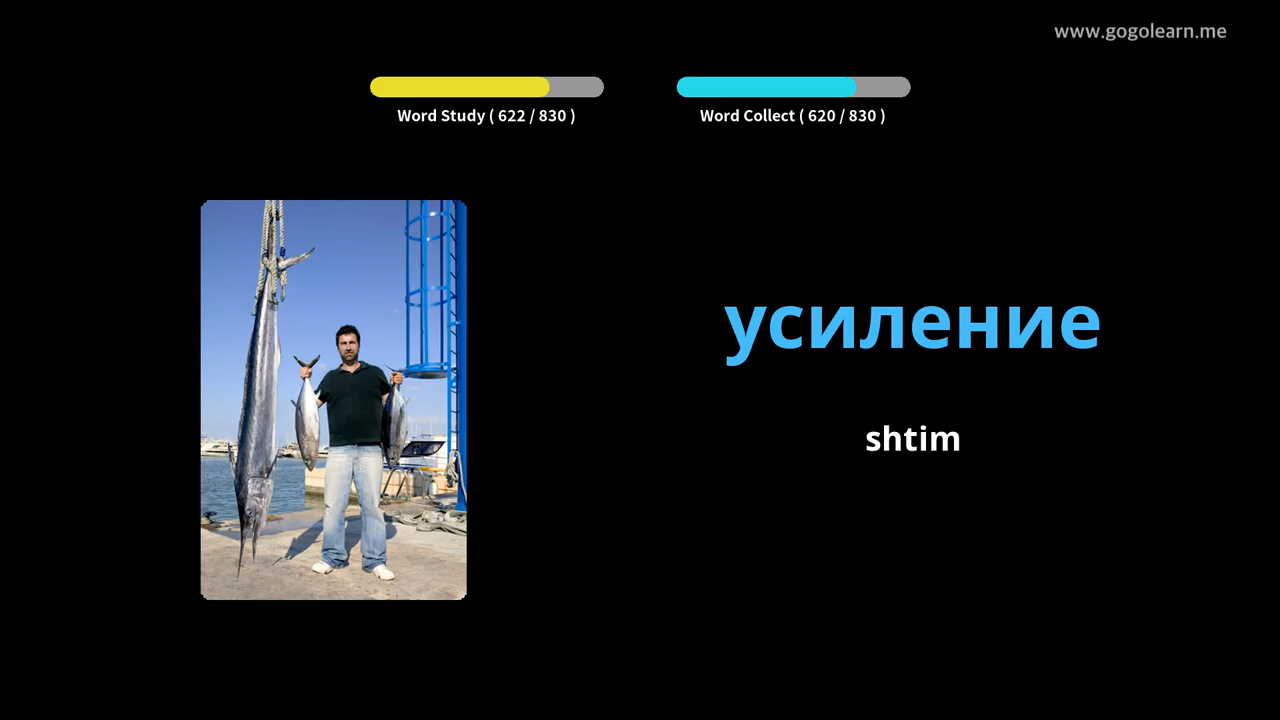 www.gogolearn.me
Word Study ( 622 / 830 )
Word Collect ( 620 / 830 )
усиление
shtim